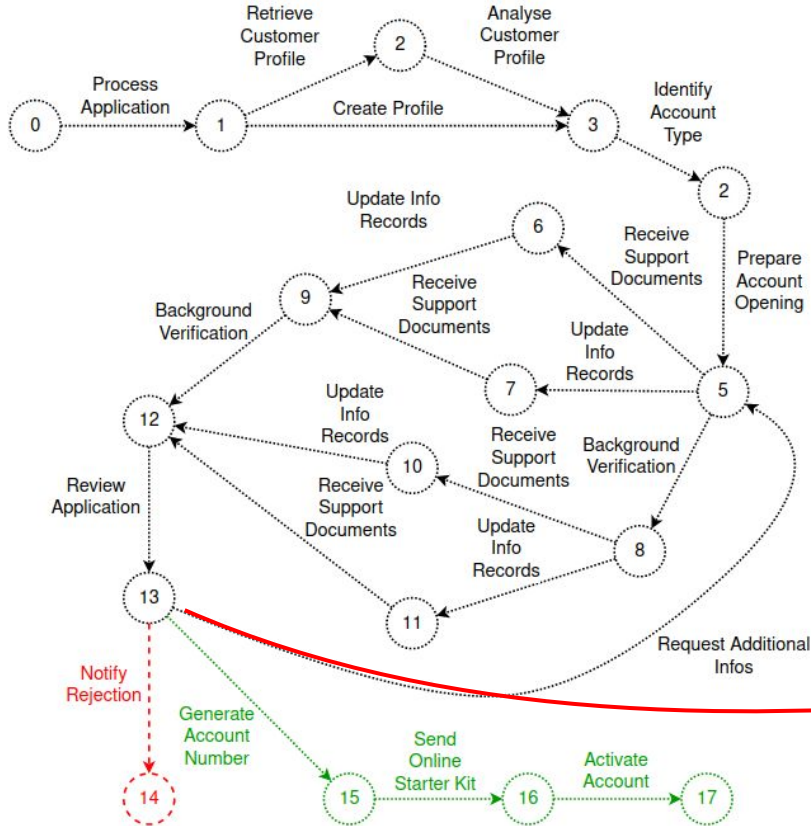 Retrieve
Customer
Profile
Analyse
Customer
Profile
2
Process
Application
Identify
Account
Type
0
1
Create Profile
3
2
Update Info
Records
6
Receive
Support
Documents
Prepare
Account
Opening
9
Receive
Support
Documents
Background
Verification
Update
Info
Records
7
5
12
Update
Info
Records
Receive
Support
Documents
Background
Verification
10
Review
Application
Receive
Support
Documents
Update
Info
Records
8
13
11
Request Additional
Infos
Notify
Rejection
Generate
Account
Number
Send
Online
Starter Kit
Activate
Account
14
15
16
17